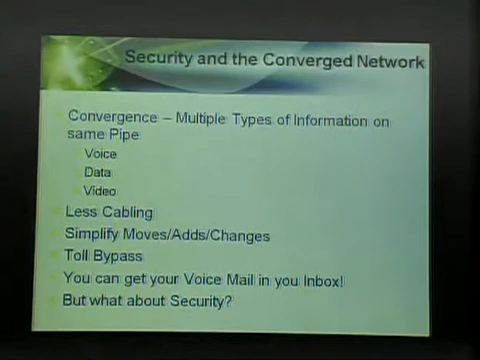 Security and the Converged Network
Convergence – Multiple Types of Information on
same Pipe
Voice
Data
Video
Less Cabling
Simplify Moves/Adds/Changes
Toll Bypass
You can get your Voice Mail in you Inbox!
But what about Security?